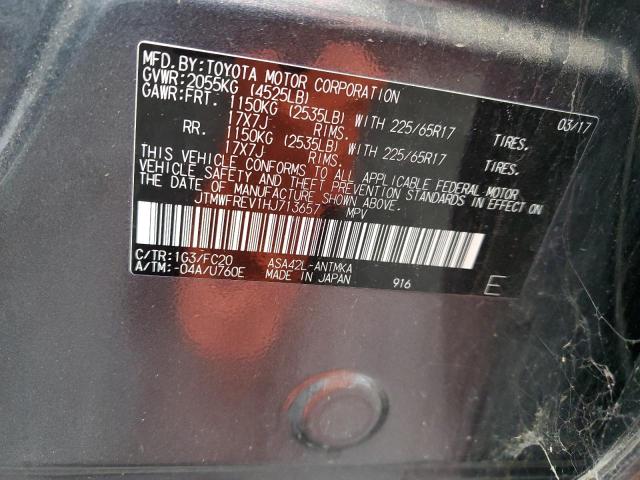 MFD.BY:TOYOTA MOTOR CORPORATION 03/17
GVWR:2055KG (4525LB)
GAWR:FRT. 1150KG (2535LB) WITH 225/65R17 TIRES.
17X7J RIMS.
RR. 1150KG (2535LB) WITH 225/65R17 TIRES.
17X7J RIMS.
THIS VEHICLE CONFORMS TO ALL APPLICABLE FEDERAL MOTOR
VEHICLE SAFETY AND THEFT PREVENTION STANDARDS IN EFFECT
ON THE DATE OF MANUFACTURE SHOWN ABOVE.
JTMWFREV1HJ713657 MPV
C/TR:1G3/FC20 ASA42L-ANTMKA
A/TM:-04A/U760E MADE IN JAPAN 916 E